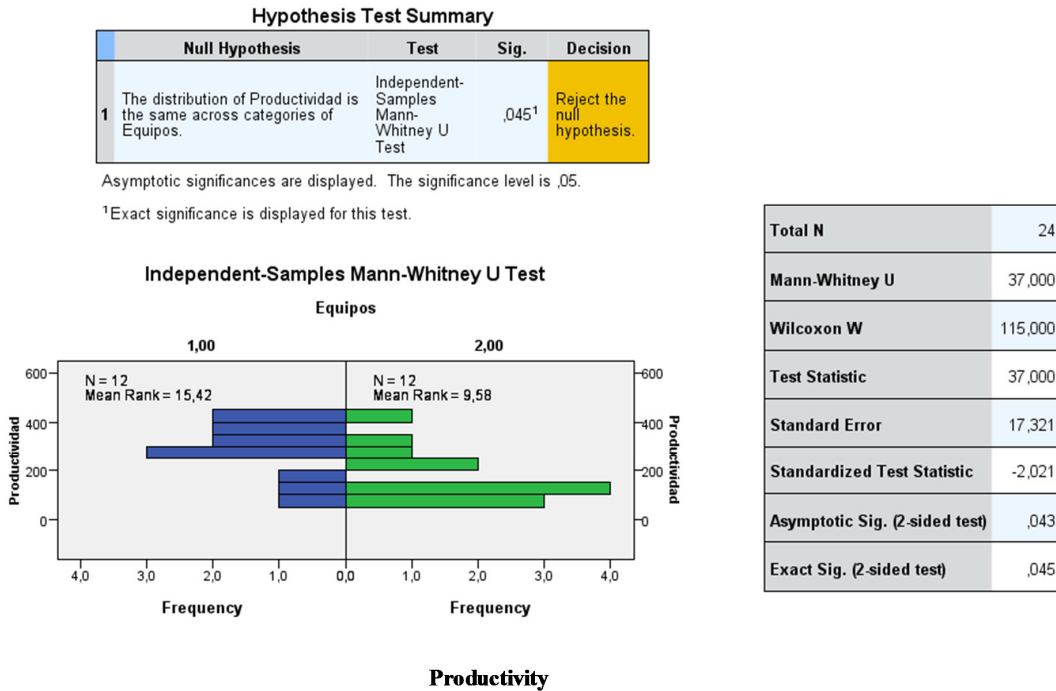 Hypothesis Test Summary
Null Hypothesis Test Sig. Decision
1 The distribution of Productividad is the same across categories of Equipos. Independent-Samples Mann-Whitney U Test ,045¹ Reject the null hypothesis.
Asymptotic significances are displayed. The significance level is ,05.
¹Exact significance is displayed for this test.
Independent-Samples Mann-Whitney U Test
Equipos
1,00 2,00
N = 12
Mean Rank = 15,42
N = 12
Mean Rank = 9,58
Productividad
600
400
200
0
600
400
200
0
Productividad
4,0 3,0 2,0 1,0 0,0 1,0 2,0 3,0 4,0
Frequency Frequency
Total N 24
Mann-Whitney U 37,000
Wilcoxon W 115,000
Test Statistic 37,000
Standard Error 17,321
Standardized Test Statistic -2,021
Asymptotic Sig. (2-sided test) ,043
Exact Sig. (2-sided test) ,045
Productivity